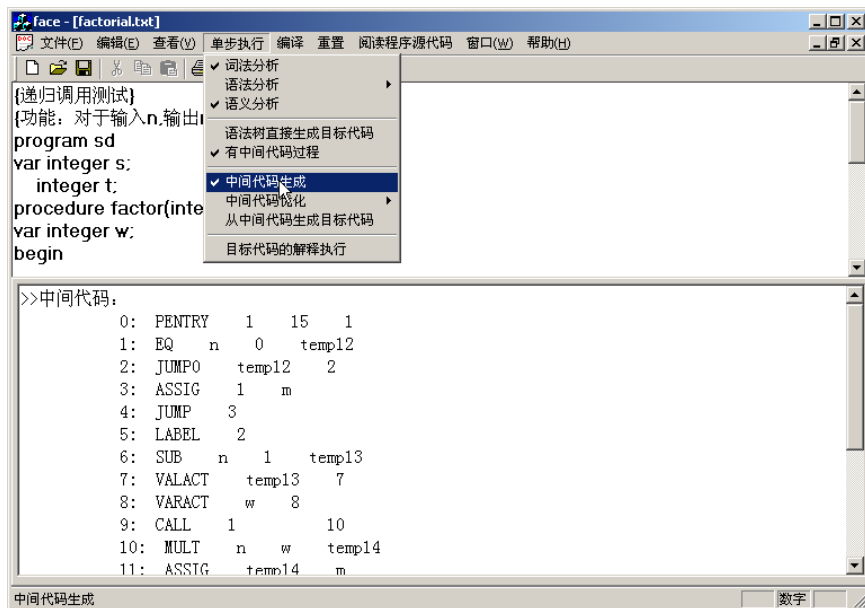 face - [factorial.txt]
文件(F) 编辑(E) 查看(V) 单步执行 编译 重置 阅读程序源代码 窗口(W) 帮助(H)
词法分析
语法分析
语义分析
语法树直接生成目标代码
有中间代码过程
中间代码生成
中间代码优化
从中间代码生成目标代码
目标代码的解释执行
{递归调用测试}
{功能：对于输入n,输出
program sd
var integer s;
integer t;
procedure factor(inte
var integer w;
begin
>>中间代码：
0: PENTRY 1 15 1
1: EQ n 0 temp12
2: JUMP0 temp12 2
3: ASSIG 1 m
4: JUMP 3
5: LABEL 2
6: SUB n 1 temp13
7: VALACT temp13 7
8: VARACT w 8
9: CALL 1 10
10: MULT n w temp14
11: ASSIG temp14 m
中间代码生成 数字